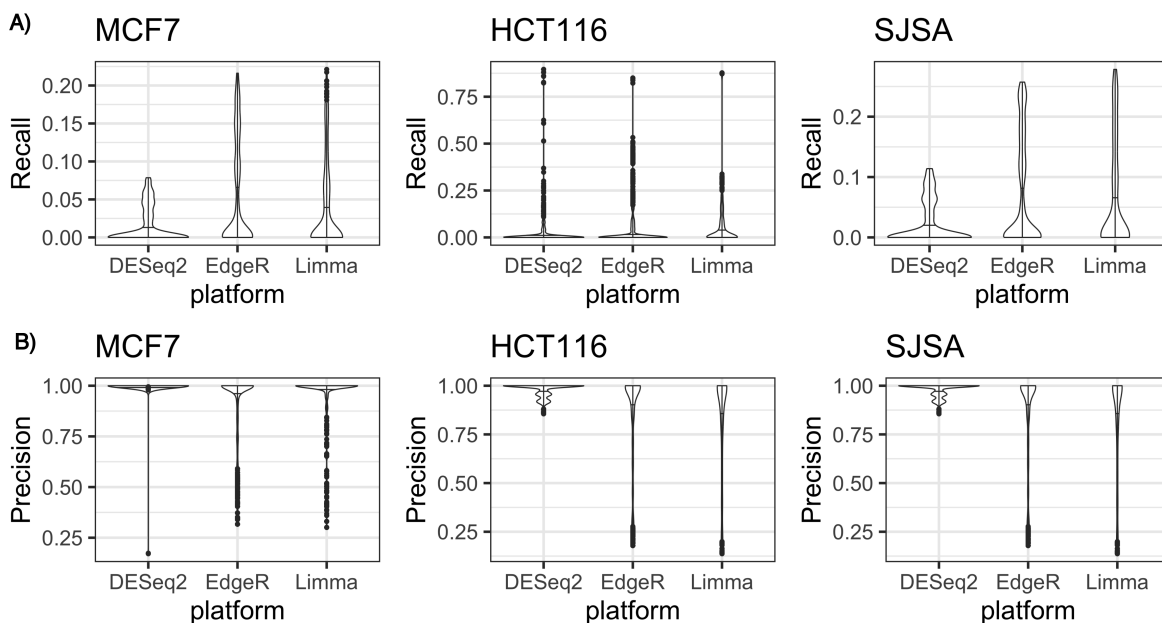 A)
MCF7
HCT116
SJSA
Recall
0.20
0.15
0.10
0.05
0.00
DESeq2 EdgeR Limma
platform
Recall
0.75
0.50
0.25
0.00
DESeq2 EdgeR Limma
platform
Recall
0.2
0.1
0.0
DESeq2 EdgeR Limma
platform
B)
MCF7
HCT116
SJSA
Precision
1.00
0.75
0.50
0.25
DESeq2 EdgeR Limma
platform
Precision
1.00
0.75
0.50
0.25
DESeq2 EdgeR Limma
platform
Precision
1.00
0.75
0.50
0.25
DESeq2 EdgeR Limma
platform